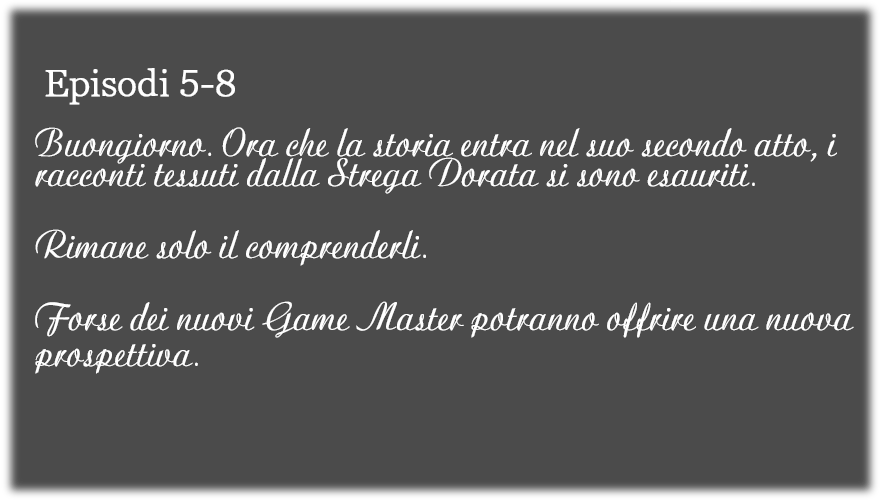 Episodi 5-8
Buongiorno. Ora che la storia entra nel suo secondo atto, i
racconti tessuti dalla Strega Dorata si sono esauriti.
Rimane solo il comprenderli.
Forse dei nuovi Game Master potranno offrire una nuova
prospettiva.